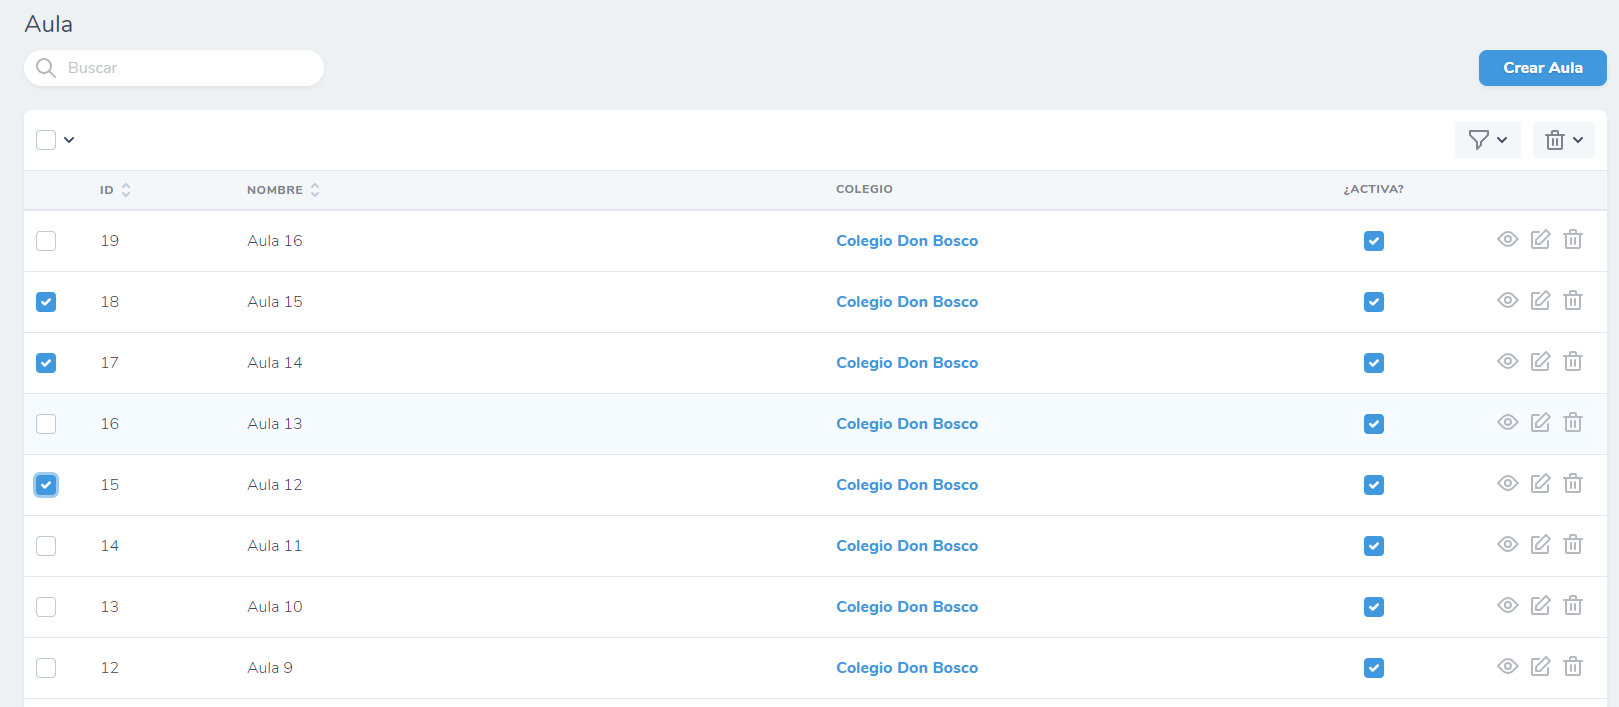 Aula
Buscar
Crear Aula
ID NOMBRE COLEGIO ¿ACTIVA?
19 Aula 16 Colegio Don Bosco
18 Aula 15 Colegio Don Bosco
17 Aula 14 Colegio Don Bosco
16 Aula 13 Colegio Don Bosco
15 Aula 12 Colegio Don Bosco
14 Aula 11 Colegio Don Bosco
13 Aula 10 Colegio Don Bosco
12 Aula 9 Colegio Don Bosco